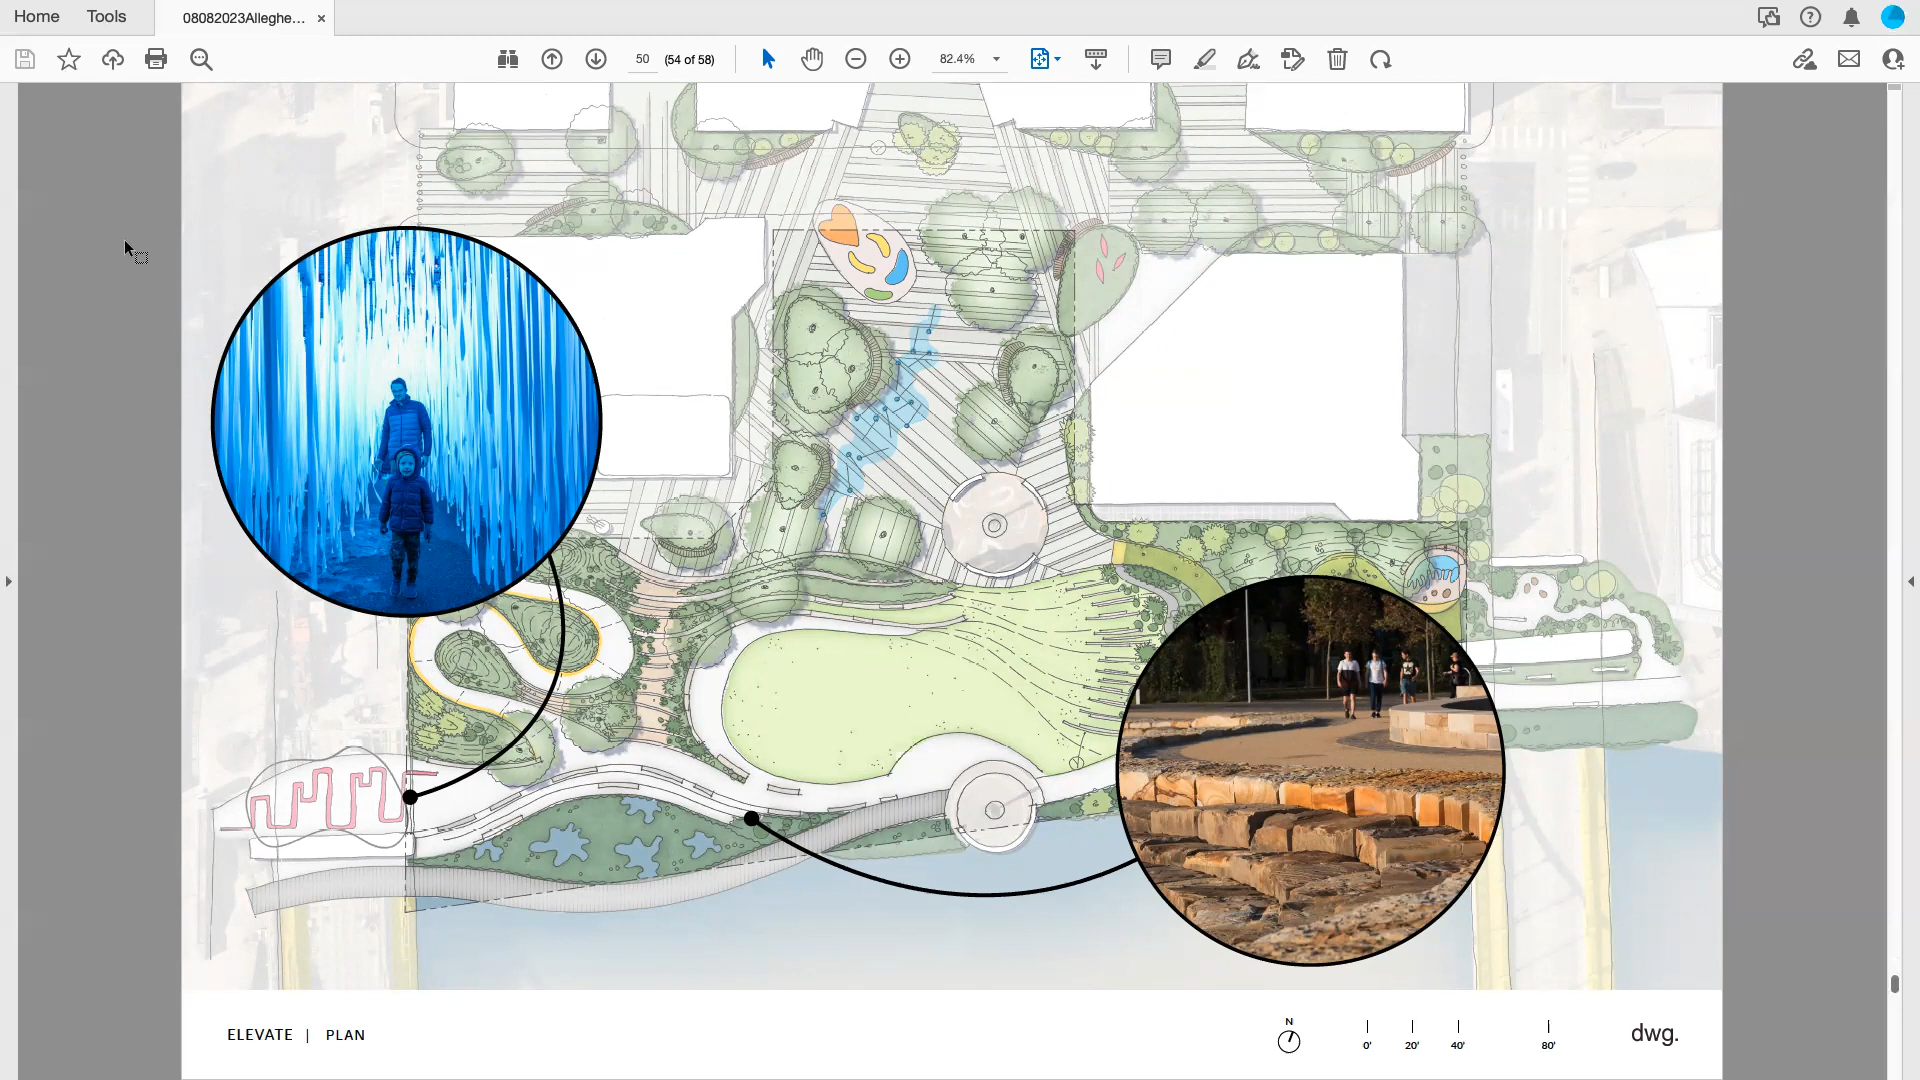 Home
Tools
08082023Alleghe...
50
(54 of 58)
82.4%
ELEVATE | PLAN
N
0'
20'
40'
80'
dwg.